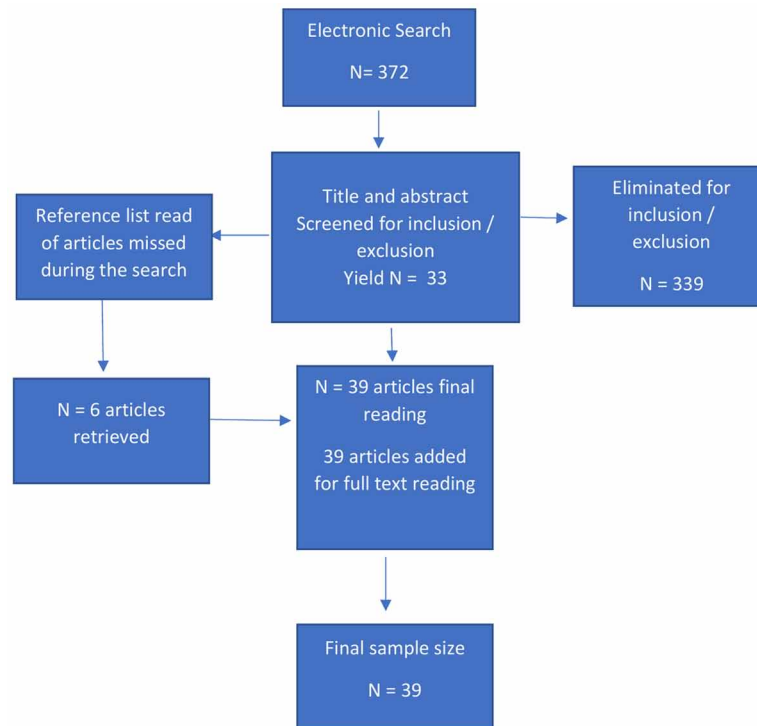 Electronic Search
N= 372
Title and abstract
Screened for inclusion /
exclusion
Yield N = 33
Eliminated for
inclusion /
exclusion
N = 339
Reference list read
of articles missed
during the search
N = 6 articles
retrieved
N = 39 articles final
reading
39 articles added
for full text reading
Final sample size
N = 39